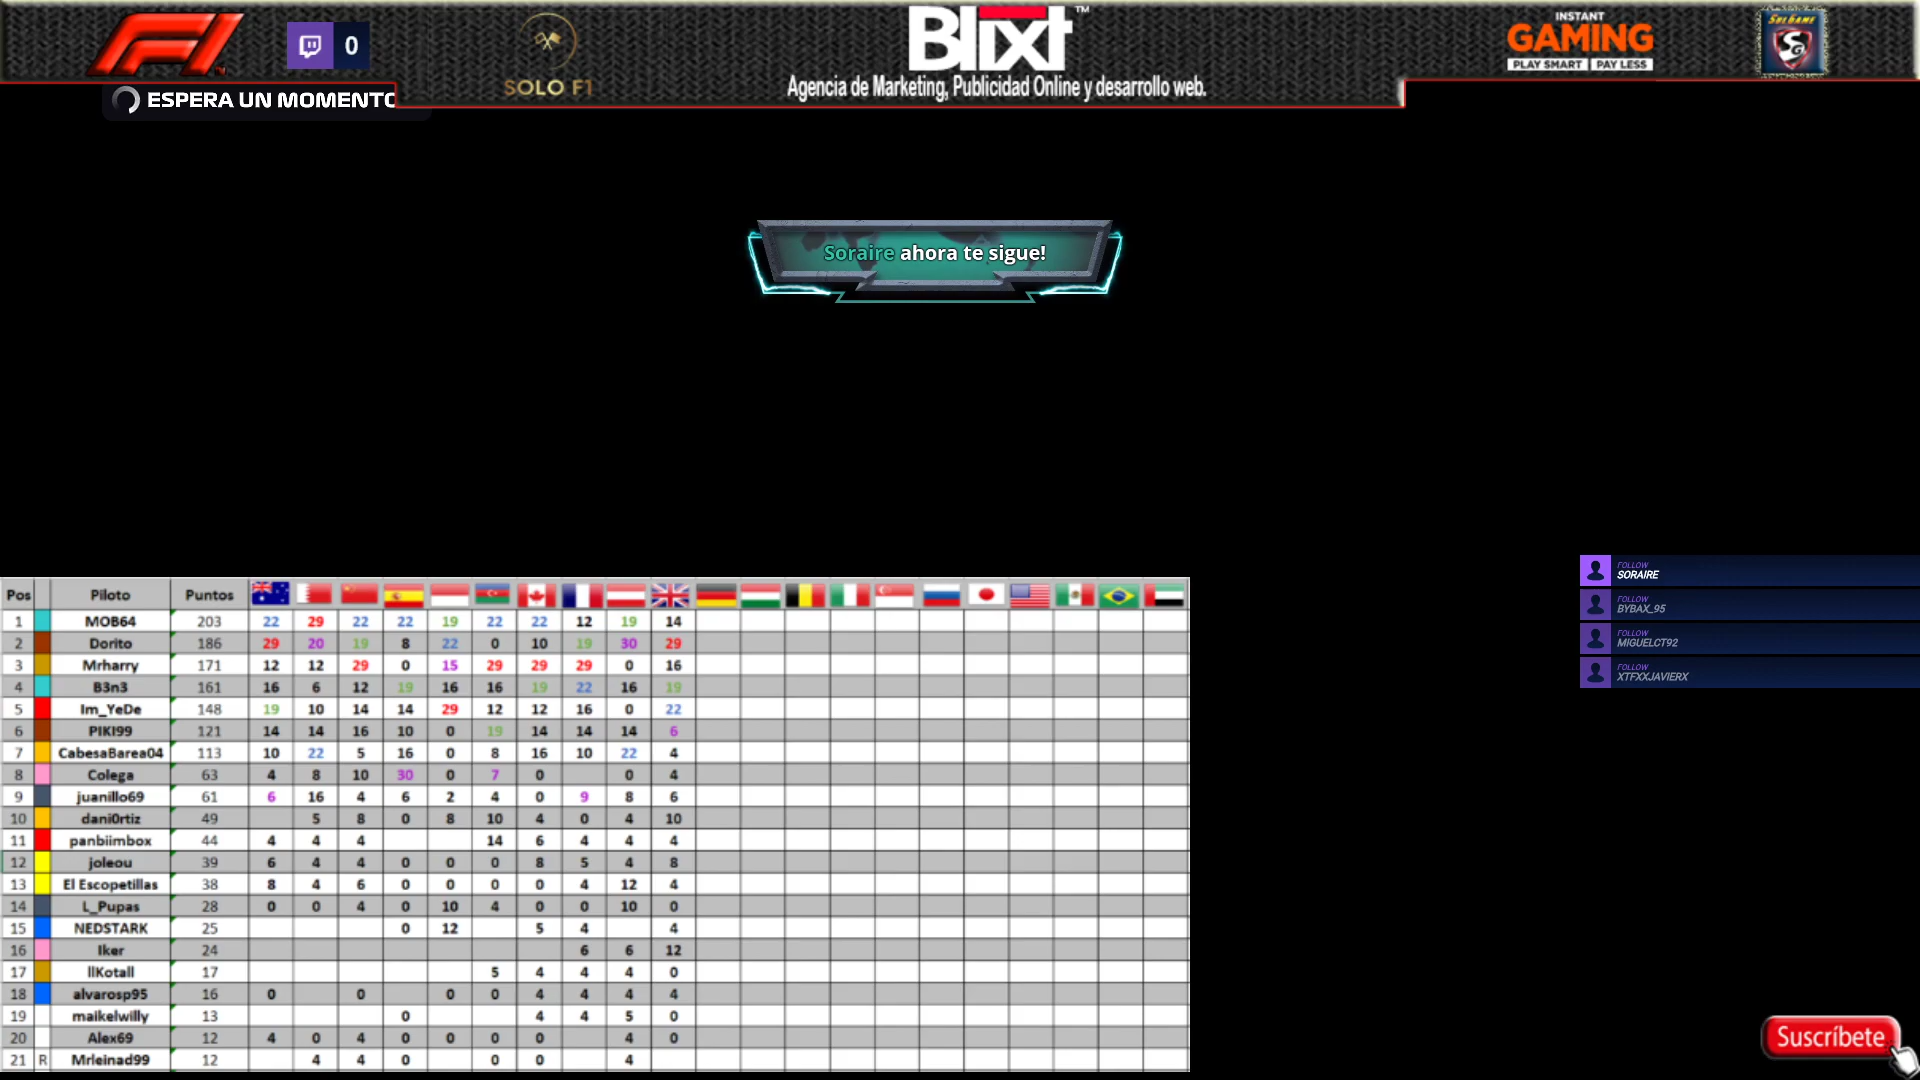 F1
0
SOLO F1
Blixt™
Agencia de Marketing, Publicidad Online y desarrollo web.
INSTANT
GAMING
PLAY SMART PAY LESS
SOLGAME
SG
ESPERA UN MOMENTO
Soraire ahora te sigue!
FOLLOW
SORAIRE
FOLLOW
BYBAX_95
FOLLOW
MIGUELCT92
FOLLOW
XTFXXJAVIERX
Pos Piloto Puntos
1 MOB64 203 22 29 22 22 19 22 22 12 19 14
2 Dorito 186 29 20 19 8 22 0 10 19 30 29
3 Mrharry 171 12 12 29 0 15 29 29 29 0 16
4 B3n3 161 16 6 12 19 16 16 19 22 16 19
5 Im_YeDe 148 19 10 14 14 29 12 12 16 0 22
6 PIKI99 121 14 14 16 10 0 19 14 14 14 6
7 CabesaBarea04 113 10 22 5 16 0 8 16 10 22 4
8 Colega 63 4 8 10 30 0 7 0 0 4
9 juanillo69 61 6 16 4 6 2 4 0 9 8 6
10 dani0rtiz 49 5 8 0 8 10 4 0 4 10
11 panbiimbox 44 4 4 4 14 6 4 4 4
12 joleou 39 6 4 4 0 0 0 8 5 4 8
13 El Escopetillas 38 8 4 6 0 0 0 0 4 12 4
14 L_Pupas 28 0 0 4 0 10 4 0 0 10 0
15 NEDSTARK 25 0 12 5 4 4
16 Iker 24 6 6 12
17 llKotall 17 5 4 4 4 0
18 alvarosp95 16 0 0 0 0 4 4 4 4
19 maikelwilly 13 0 4 4 5 0
20 Alex69 12 4 0 4 0 0 0 0 4 0
21 R Mrleinad99 12 4 4 0 0 0 4
Suscríbete